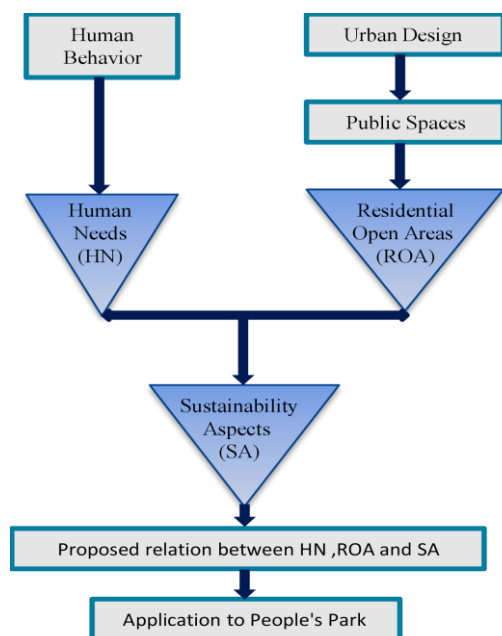 Human
Behavior
Urban Design
Public Spaces
Human
Needs
(HN)
Residential
Open Areas
(ROA)
Sustainability
Aspects
(SA)
Proposed relation between HN ,ROA and SA
Application to People's Park